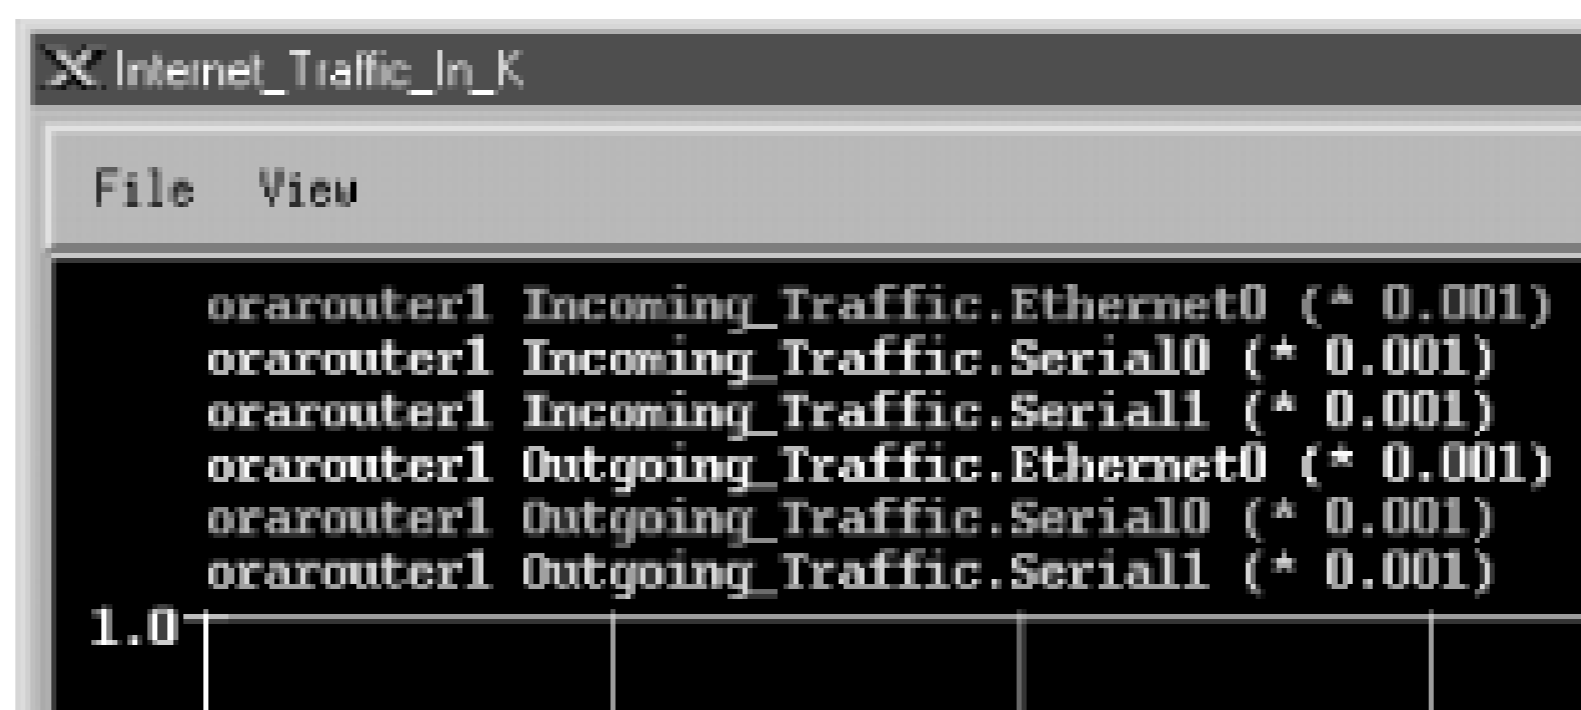 Internet_Traffic_In_K
File View
orarouter1 Incoming_Traffic.Ethernet0 (* 0.001)
orarouter1 Incoming_Traffic.Serial0 (* 0.001)
orarouter1 Incoming_Traffic.Serial1 (* 0.001)
orarouter1 Outgoing_Traffic.Ethernet0 (* 0.001)
orarouter1 Outgoing_Traffic.Serial0 (* 0.001)
orarouter1 Outgoing_Traffic.Serial1 (* 0.001)
1.0